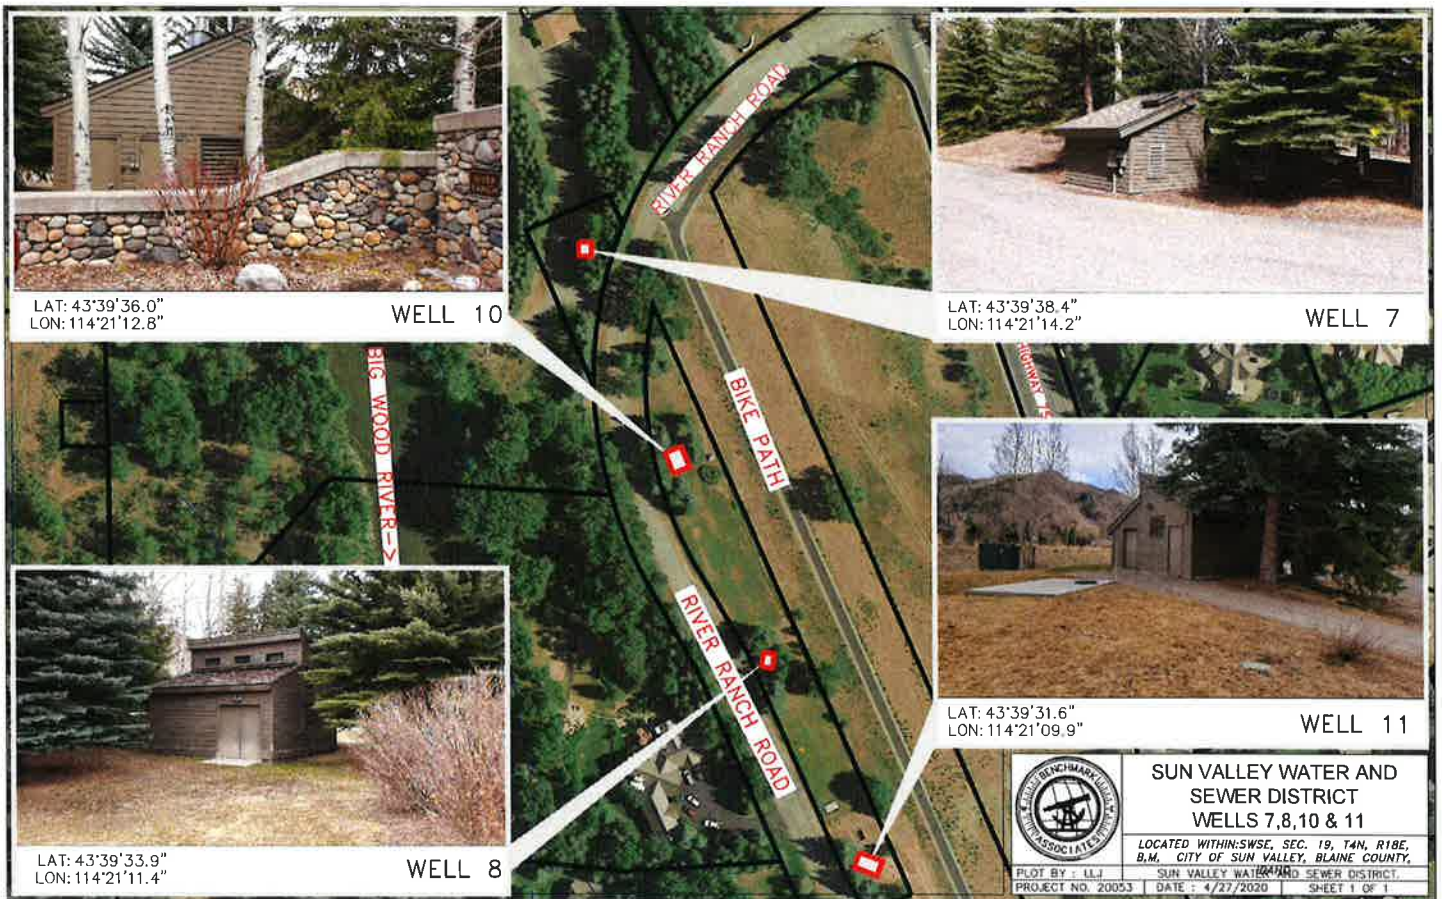 RIVER RANCH ROAD
LAT: 43°39'36.0"
LON: 114°21'12.8"
WELL 10
LAT: 43°39'38.4"
LON: 114°21'14.2"
WELL 7
HIGHWAY 75
BIG WOOD RIVER->
BIKE PATH
RIVER RANCH ROAD
LAT: 43°39'33.9"
LON: 114°21'11.4"
WELL 8
LAT: 43°39'31.6"
LON: 114°21'09.9"
WELL 11
BENCHMARK
ASSOCIATES
SUN VALLEY WATER AND
SEWER DISTRICT
WELLS 7,8,10 & 11
LOCATED WITHIN:SWSE, SEC. 19, T4N, R18E,
B.M, CITY OF SUN VALLEY, BLAINE COUNTY,
IDAHO
PLOT BY : LLJ
SUN VALLEY WATER AND SEWER DISTRICT.
PROJECT NO. 20053
DATE : 4/27/2020
SHEET 1 OF 1